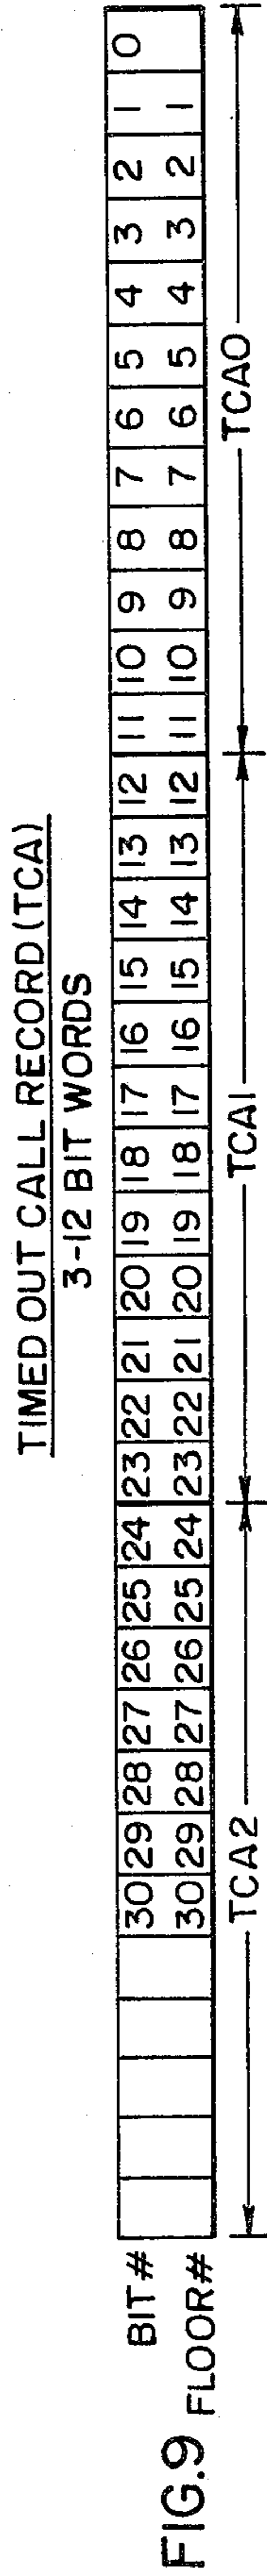 TIMED OUT CALL RECORD (TCA)
3-12 BIT WORDS
BIT # 30 29 28 27 26 25 24 23 22 21 20 19 18 17 16 15 14 13 12 11 10 9 8 7 6 5 4 3 2 1 0
FLOOR# 30 29 28 27 26 25 24 23 22 21 20 19 18 17 16 15 14 13 12 11 10 9 8 7 6 5 4 3 2 1
TCA2 TCA1 TCA0
FIG.9